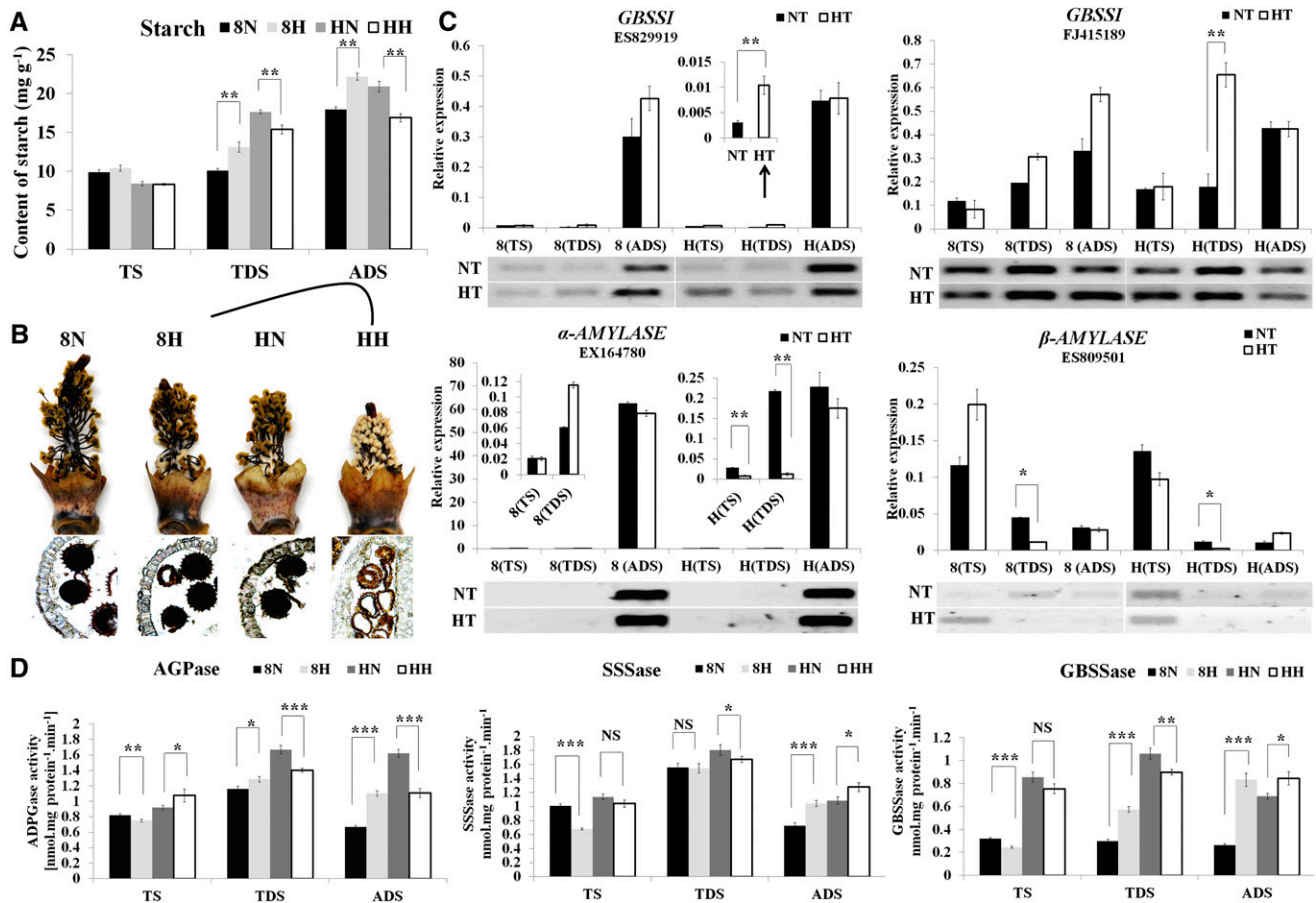 A
Starch ■ 8N ■ 8H ■ HN □ HH
Content of starch (mg g⁻¹)
25
20
15
10
5
0
** ** ** **
TS TDS ADS
B
8N 8H HN HH
C
GBSSI
ES829919
■ NT □ HT
Relative expression
0.6
0.5
0.4
0.3
0.2
0.1
0
**
0.015
0.01
0.005
0
NT HT
8(TS) 8(TDS) 8 (ADS) H(TS) H(TDS) H(ADS)
NT
HT
GBSSI
FJ415189
■ NT □ HT
Relative expression
0.9
0.8
0.7
0.6
0.5
0.4
0.3
0.2
0.1
0
**
8(TS) 8(TDS) 8 (ADS) H(TS) H(TDS) H(ADS)
NT
HT
α-AMYLASE
EX164780
■ NT □ HT
Relative expression
80
70
60
50
40
30
20
10
0
0.12
0.1
0.08
0.06
0.04
0.02
0
8(TS) 8(TDS)
0.25
0.2
0.15
0.1
0.05
0
** **
H(TS) H(TDS)
8(TS) 8(TDS) 8 (ADS) H(TS) H(TDS) H(ADS)
NT
HT
β-AMYLASE
ES809501
■ NT
□ HT
Relative expression
0.25
0.2
0.15
0.1
0.05
0
* *
8(TS) 8(TDS) 8 (ADS) H(TS) H(TDS) H(ADS)
NT
HT
D
AGPase ■ 8N ■ 8H ■ HN □ HH
ADPGase activity
[nmol.mg protein⁻¹.min⁻¹]
2
1.8
1.6
1.4
1.2
1
0.8
0.6
0.4
0.2
0
** * * *** *** ***
TS TDS ADS
SSSase ■ 8N ■ 8H ■ HN □ HH
SSSase activity
nmol.mg protein⁻¹.min⁻¹
2
1.8
1.6
1.4
1.2
1
0.8
0.6
0.4
0.2
0
*** NS NS * *** *
TS TDS ADS
GBSSase ■ 8N ■ 8H ■ HN □ HH
GBSSase activity
nmol.mg protein⁻¹.min⁻¹
1.2
1
0.8
0.6
0.4
0.2
0
*** NS *** ** *** *
TS TDS ADS